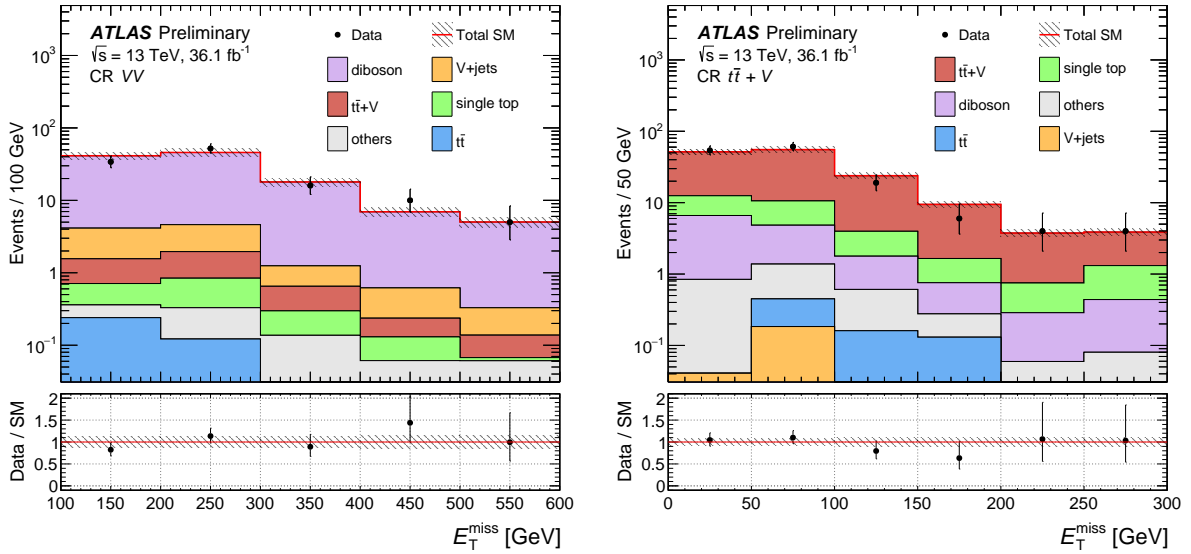 ATLAS Preliminary
√s = 13 TeV, 36.1 fb⁻¹
CR VV
Data
Total SM
diboson
V+jets
tt̄+V
single top
others
tt̄
Events / 100 GeV
10³
10²
10
1
10⁻¹
Data / SM
2
1.5
1
0.5
0
100 150 200 250 300 350 400 450 500 550 600
E_T^miss [GeV]
ATLAS Preliminary
√s = 13 TeV, 36.1 fb⁻¹
CR tt̄ + V
Data
Total SM
tt̄+V
single top
diboson
others
tt̄
V+jets
Events / 50 GeV
10³
10²
10
1
10⁻¹
Data / SM
2
1.5
1
0.5
0
0 50 100 150 200 250 300
E_T^miss [GeV]